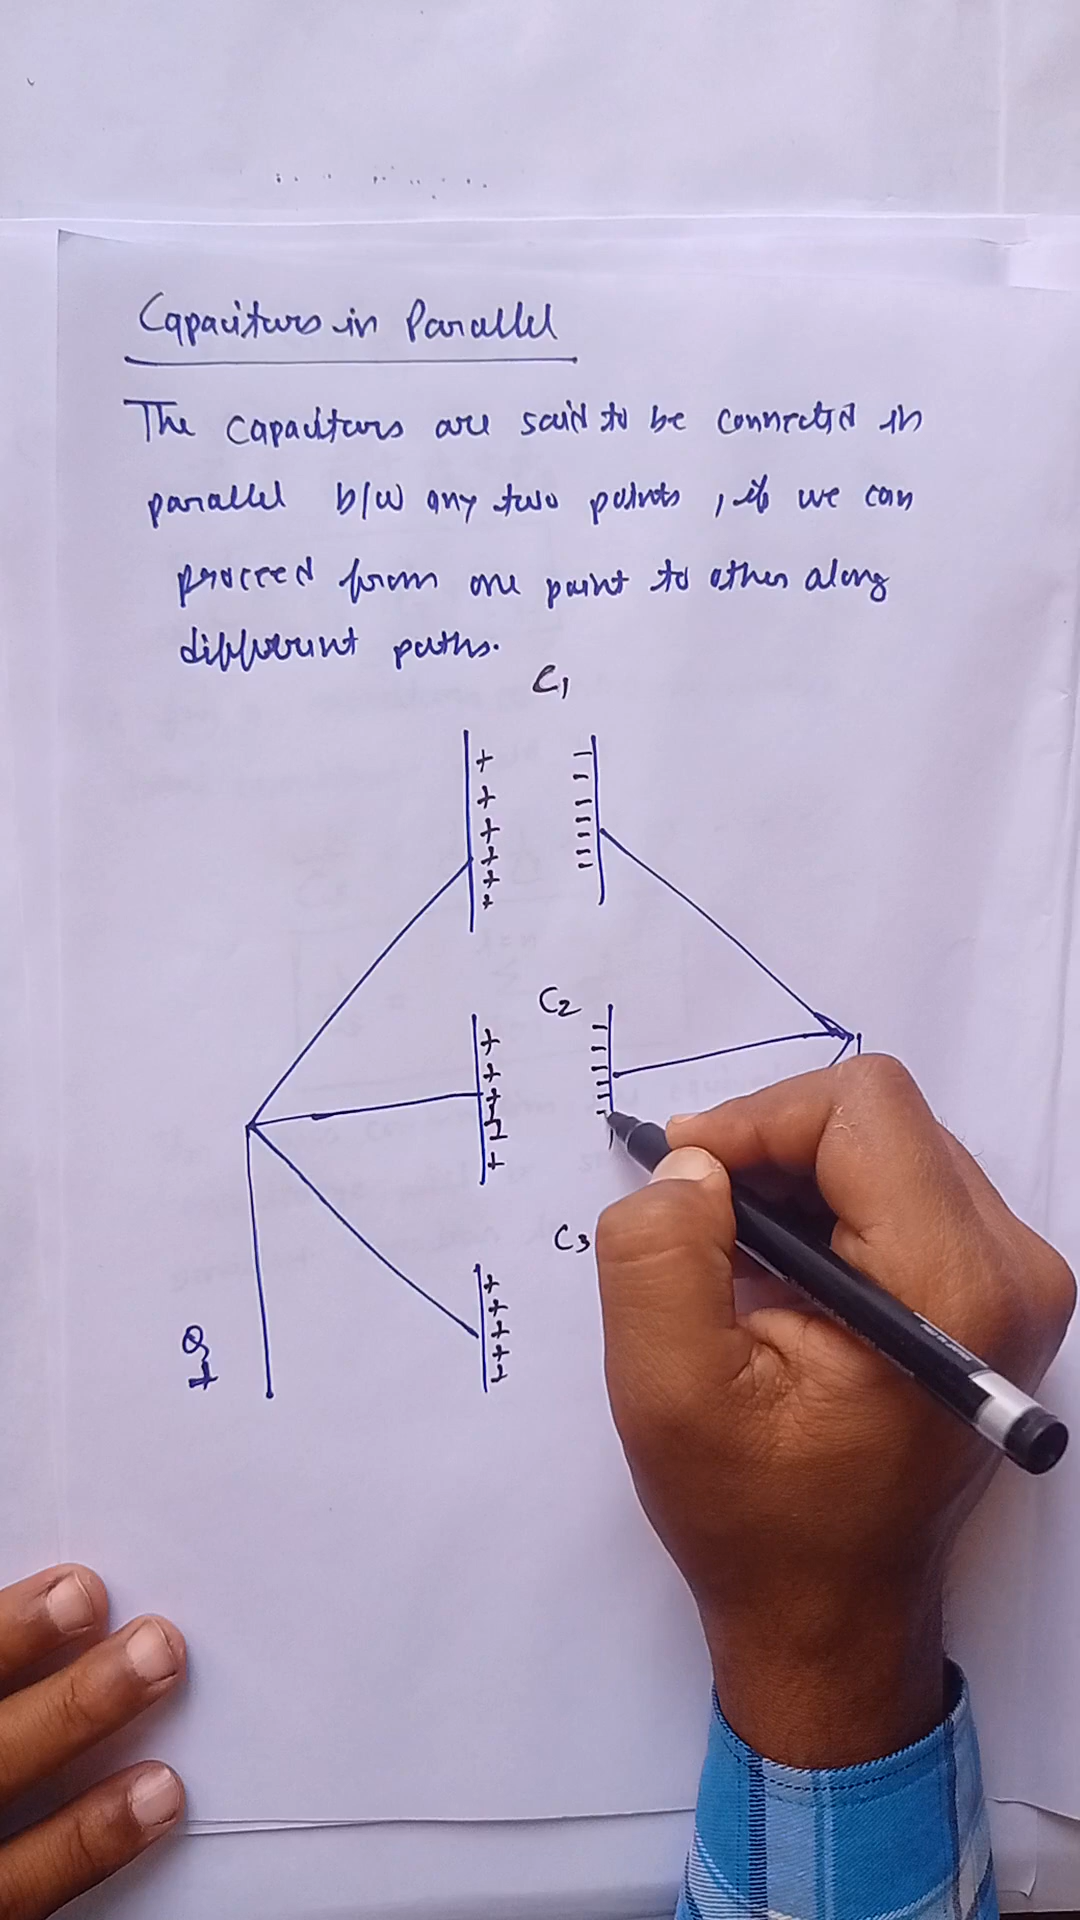 Capacitors in Parallel
The capacitors are said to be connected in
parallel b/w any two points, if we can
proceed from one point to other along
different paths.
C1
+ + + + + +
- - - - - - -
C2
+ + + + +
- - - - - -
C3
+ + + + +
Q
+